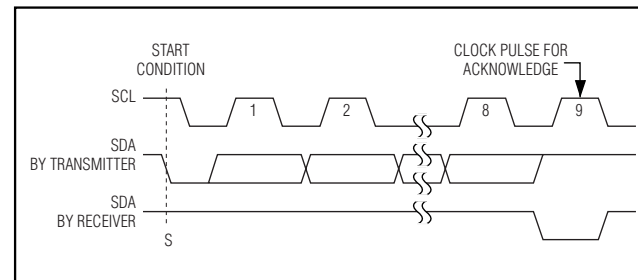 START
CONDITION
CLOCK PULSE FOR
ACKNOWLEDGE
SCL
1
2
8
9
SDA
BY TRANSMITTER
SDA
BY RECEIVER
S